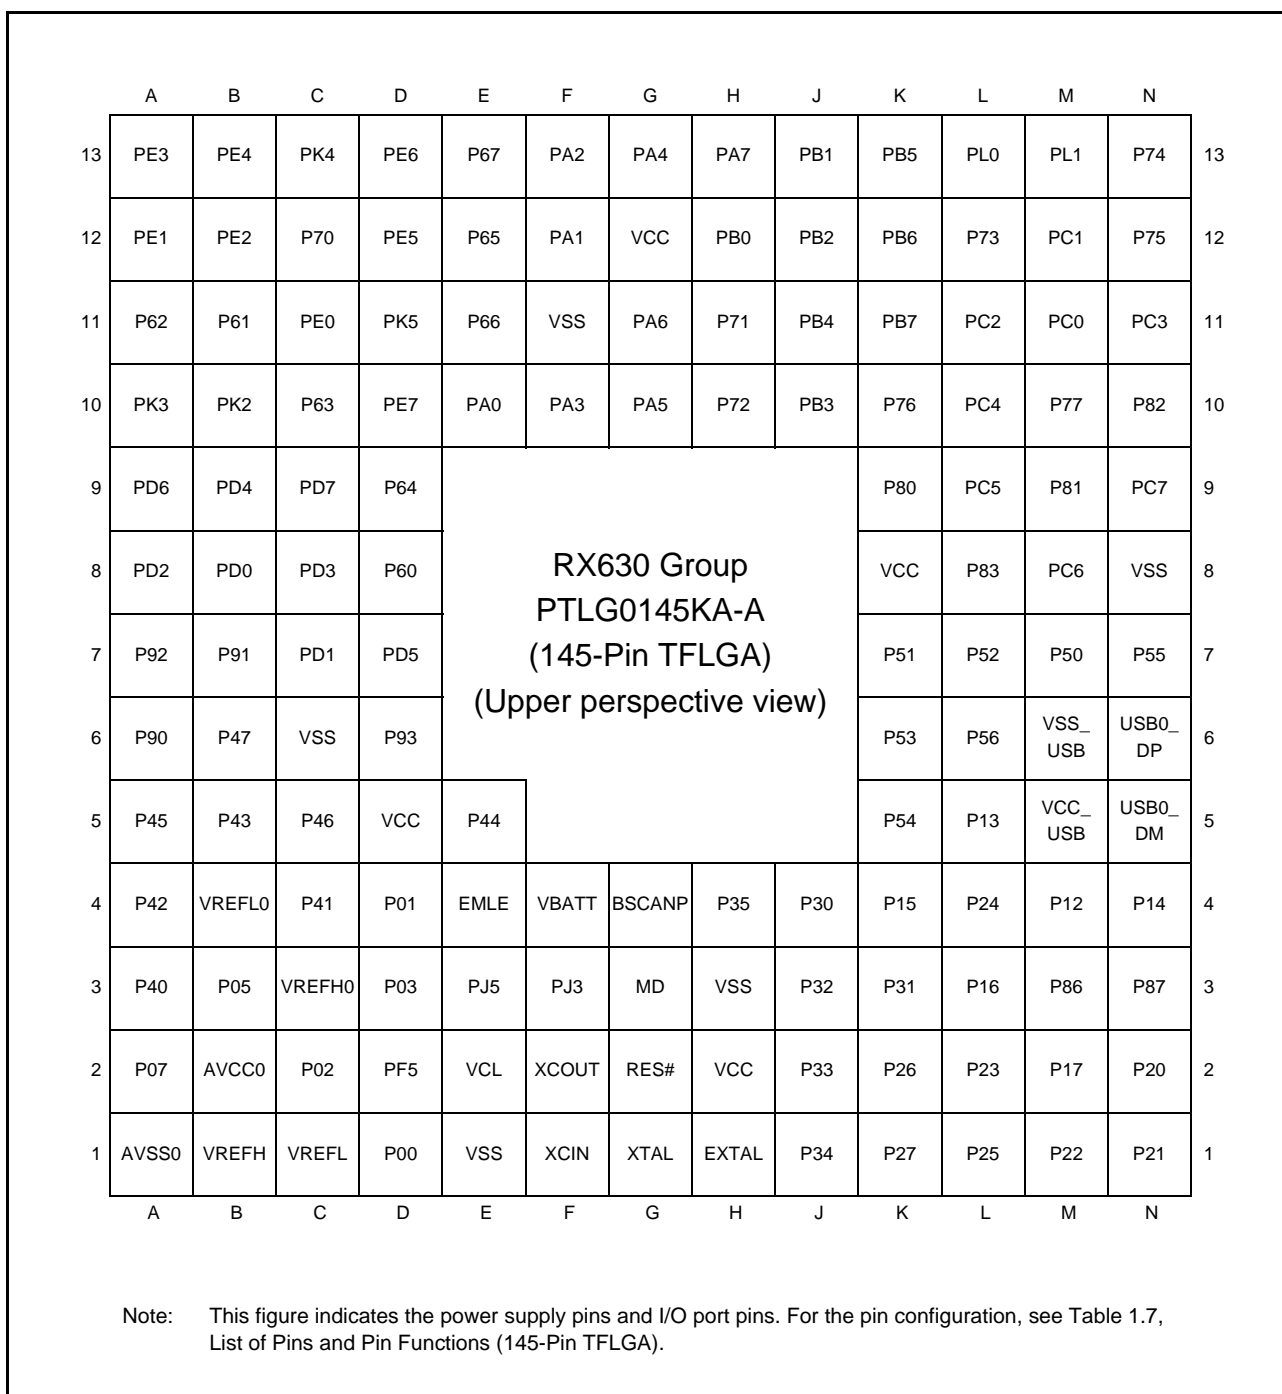 A B C D E F G H J K L M N
13 PE3 PE4 PK4 PE6 P67 PA2 PA4 PA7 PB1 PB5 PL0 PL1 P74 13
12 PE1 PE2 P70 PE5 P65 PA1 VCC PB0 PB2 PB6 P73 PC1 P75 12
11 P62 P61 PE0 PK5 P66 VSS PA6 P71 PB4 PB7 PC2 PC0 PC3 11
10 PK3 PK2 P63 PE7 PA0 PA3 PA5 P72 PB3 P76 PC4 P77 P82 10
9 PD6 PD4 PD7 P64 P80 PC5 P81 PC7 9
8 PD2 PD0 PD3 P60 RX630 Group VCC P83 PC6 VSS 8
PTLG0145KA-A
7 P92 P91 PD1 PD5 (145-Pin TFLGA) P51 P52 P50 P55 7
(Upper perspective view)
6 P90 P47 VSS P93 P53 P56 VSS_ USB0_ 6
USB DP
5 P45 P43 P46 VCC P44 P54 P13 VCC_ USB0_ 5
USB DM
4 P42 VREFL0 P41 P01 EMLE VBATT BSCANP P35 P30 P15 P24 P12 P14 4
3 P40 P05 VREFH0 P03 PJ5 PJ3 MD VSS P32 P31 P16 P86 P87 3
2 P07 AVCC0 P02 PF5 VCL XCOUT RES# VCC P33 P26 P23 P17 P20 2
1 AVSS0 VREFH VREFL P00 VSS XCIN XTAL EXTAL P34 P27 P25 P22 P21 1
A B C D E F G H J K L M N
Note: This figure indicates the power supply pins and I/O port pins. For the pin configuration, see Table 1.7,
List of Pins and Pin Functions (145-Pin TFLGA).